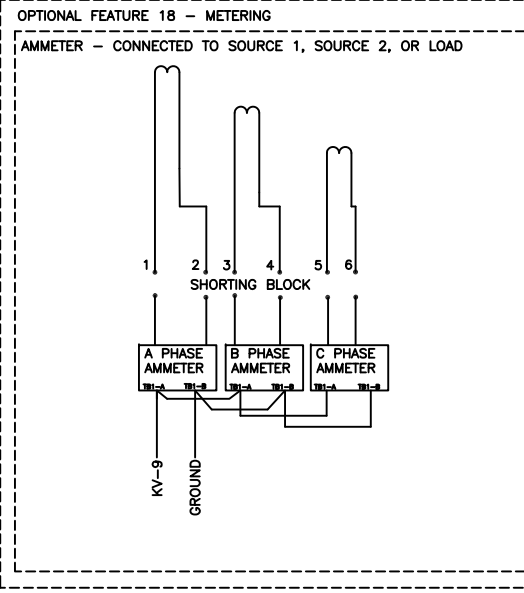 OPTIONAL FEATURE 18 - METERING
AMMETER - CONNECTED TO SOURCE 1, SOURCE 2, OR LOAD
1 2 3 4 5 6
SHORTING BLOCK
A PHASE AMMETER
TB1-A TB1-B
B PHASE AMMETER
TB1-A TB1-B
C PHASE AMMETER
TB1-A TB1-B
KV-9
GROUND